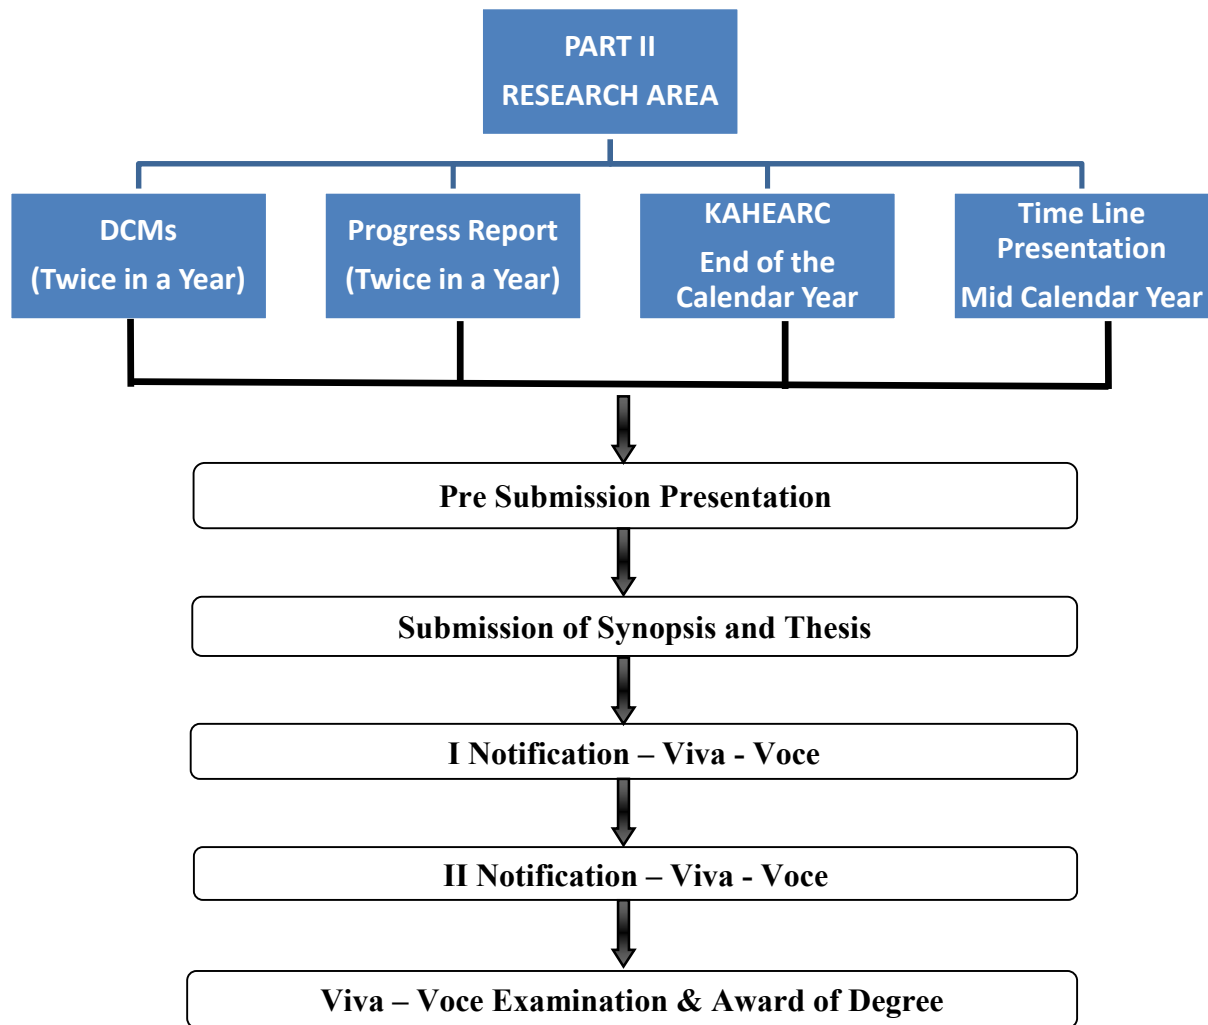 PART II
RESEARCH AREA
DCMs
(Twice in a Year)
Progress Report
(Twice in a Year)
KAHEARC
End of the
Calendar Year
Time Line
Presentation
Mid Calendar Year
Pre Submission Presentation
Submission of Synopsis and Thesis
I Notification – Viva - Voce
II Notification – Viva - Voce
Viva – Voce Examination & Award of Degree